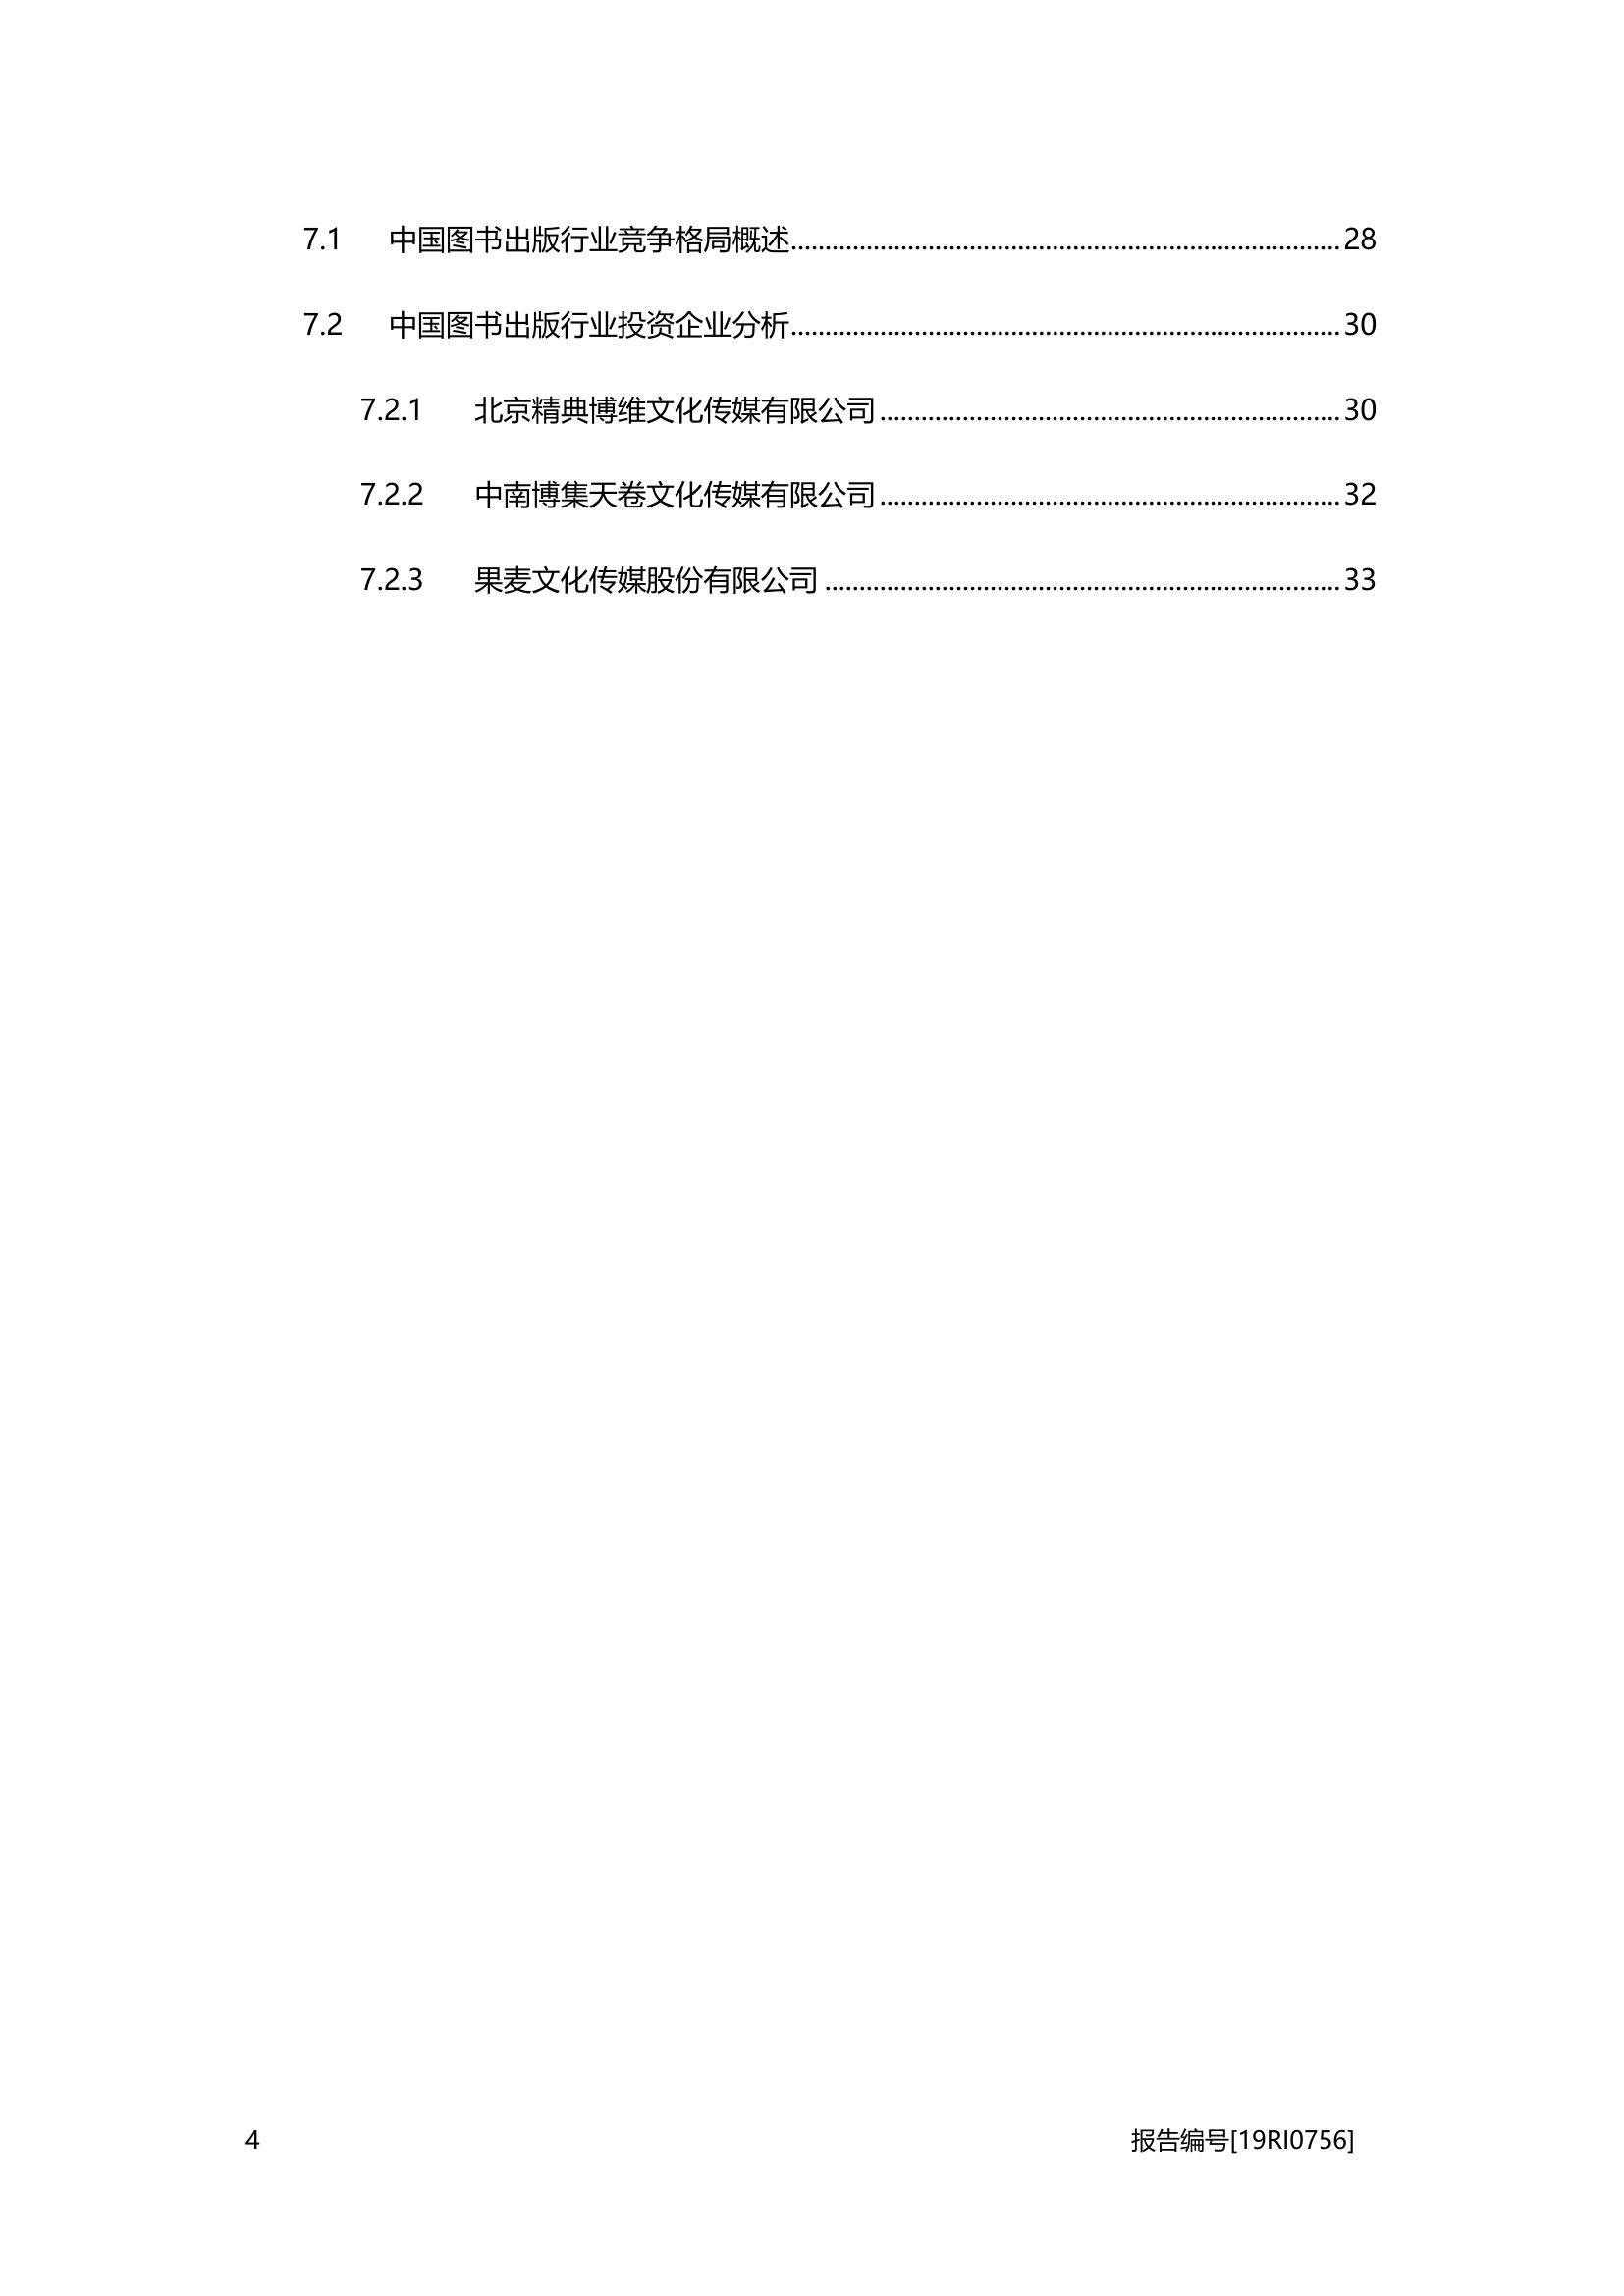 7.1 中国图书出版行业竞争格局概述................................................................................28
7.2 中国图书出版行业投资企业分析................................................................................30
7.2.1 北京精典博维文化传媒有限公司...................................................................30
7.2.2 中南博集天卷文化传媒有限公司...................................................................32
7.2.3 果麦文化传媒股份有限公司...........................................................................33
4 报告编号[19RI0756]